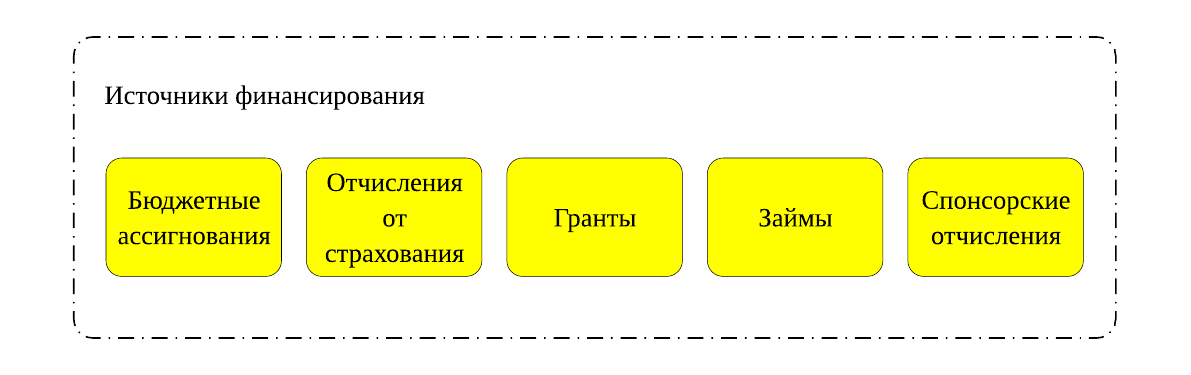 Источники финансирования
Бюджетные
ассигнования
Отчисления
от
страхования
Гранты
Займы
Спонсорские
отчисления